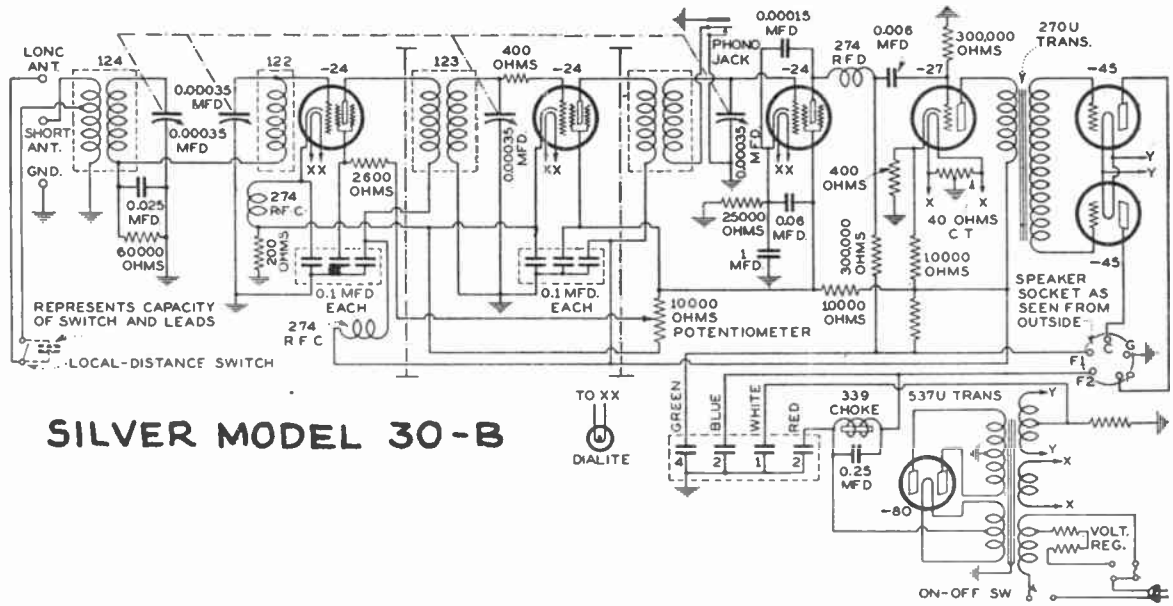 LONG
ANT.
124
0.00035
MFD
0.00035
MFD
122
-24
123
400
OHMS
-24
0.00035 MFD.
PHONO
JACK
0.00015
MFD
-24
274
RFD
0.006
MFD
300,000
OHMS
-27
270U
TRANS.
-45
SHORT
ANT.
GND.
0.025
MFD
60000
OHMS
274
R F C
200
OHMS
XX
2600
OHMS
XX
0.00035
MFD.
XX
25000
OHMS
0.06
MFD.
1
MFD
400
OHMS
X
X
40 OHMS
C T
300,000
OHMS
10000
OHMS
Y
Y
-45
0.1 MFD
EACH
0.1 MFD.
EACH
10000
OHMS
POTENTIOMETER
10000
OHMS
SPEAKER
SOCKET AS
SEEN FROM
OUTSIDE
REPRESENTS CAPACITY
OF SWITCH AND LEADS
LOCAL-DISTANCE SWITCH
274
R F C
F1
F2
C
G
P
SILVER MODEL 30-B
TO XX
DIALITE
GREEN
BLUE
WHITE
RED
4
2
1
2
339
CHOKE
0.25
MFD
537U TRANS
-80
Y
Y
X
X
VOLT.
REG.
ON-OFF SW